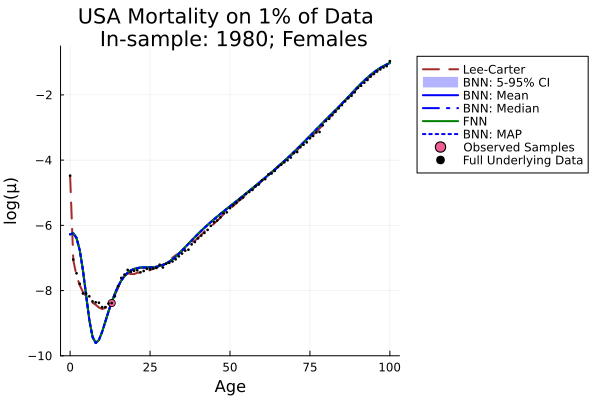 USA Mortality on 1% of Data
In-sample: 1980; Females
log(μ)
−2
−4
−6
−8
−10
0
25
50
75
100
Age
Lee-Carter
BNN: 5-95% CI
BNN: Mean
BNN: Median
FNN
BNN: MAP
Observed Samples
Full Underlying Data